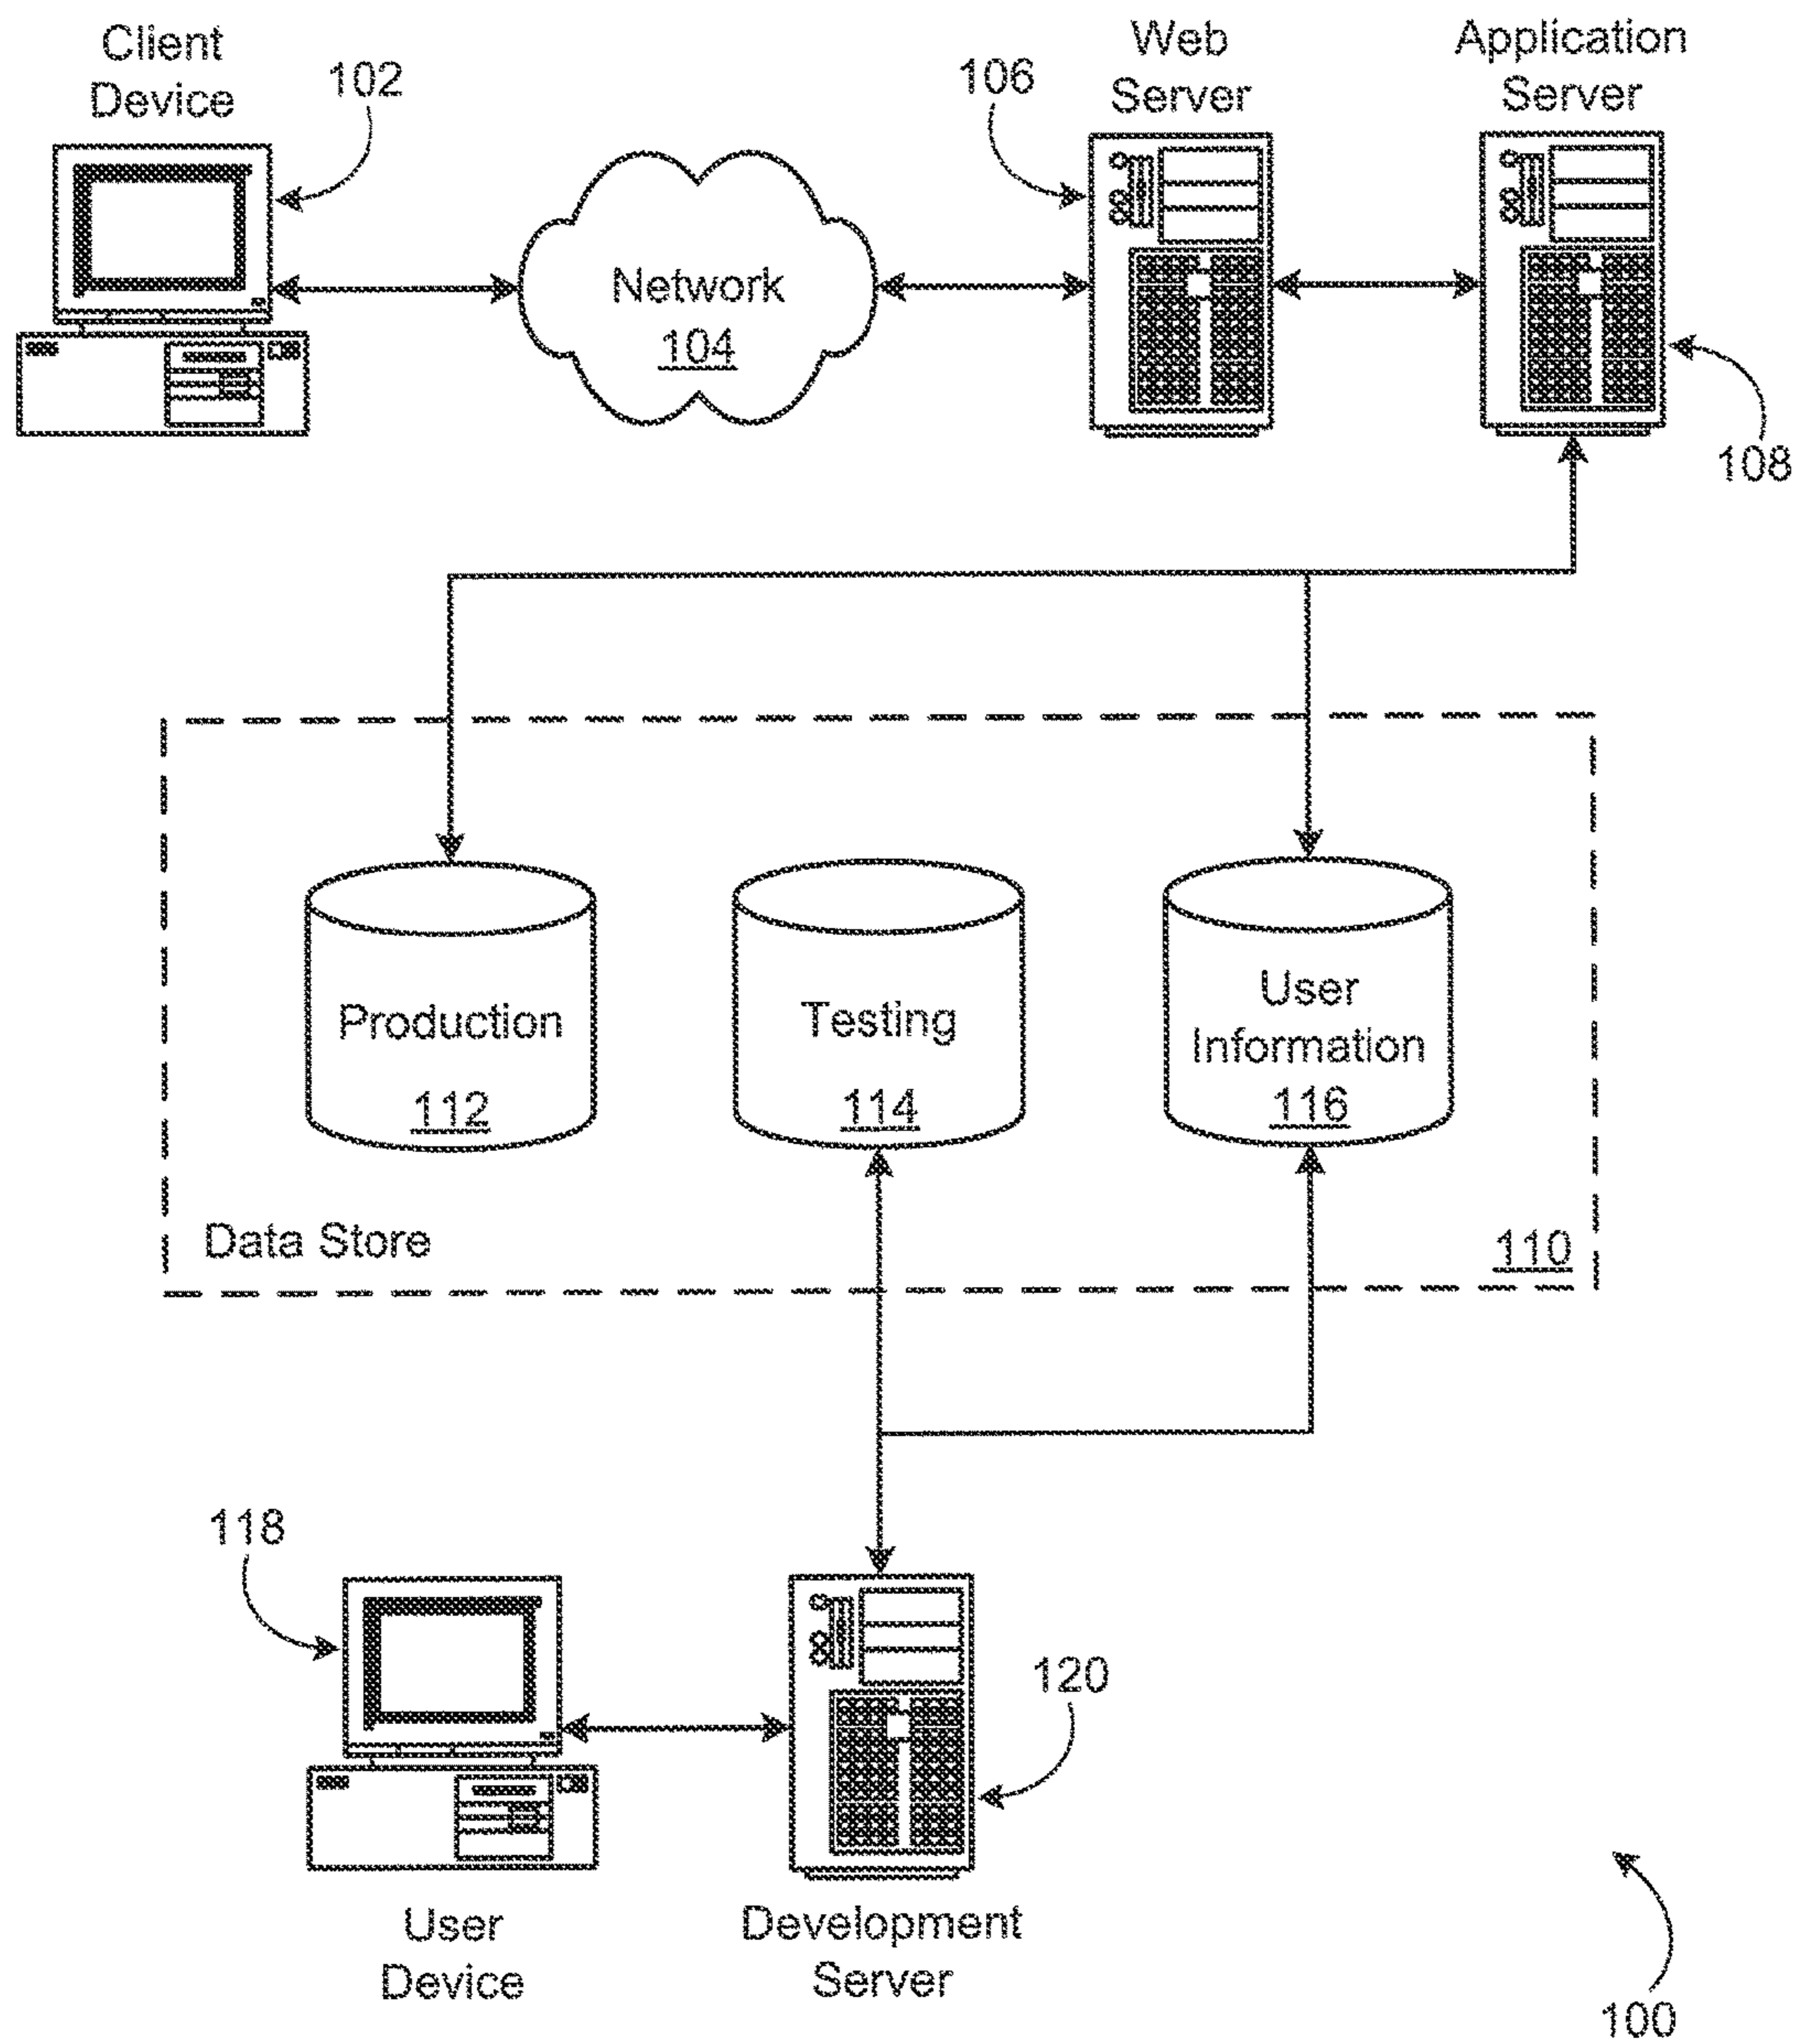 Client
Device
102
Network
104
106
Web
Server
Application
Server
108
Production
112
Testing
114
User
Information
116
Data Store
110
118
User
Device
120
Development
Server
100